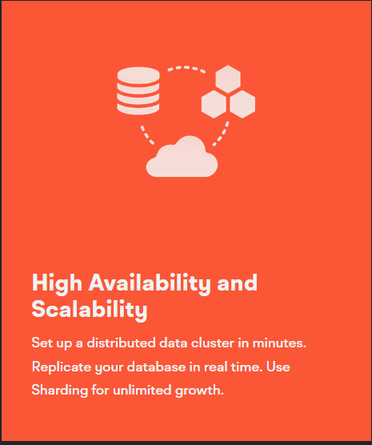 High Availability and
Scalability
Set up a distributed data cluster in minutes.
Replicate your database in real time. Use
Sharding for unlimited growth.